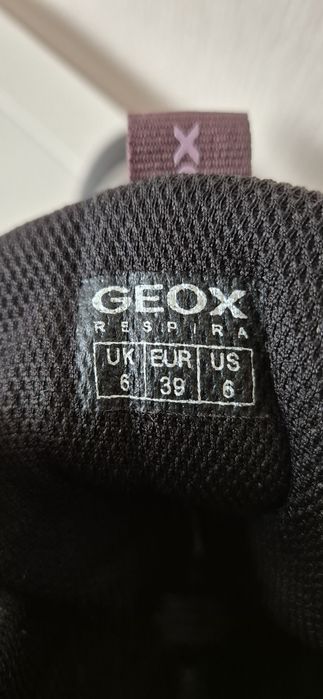 X
GEOX
RESPIRA
UK EUR US
6 39 6